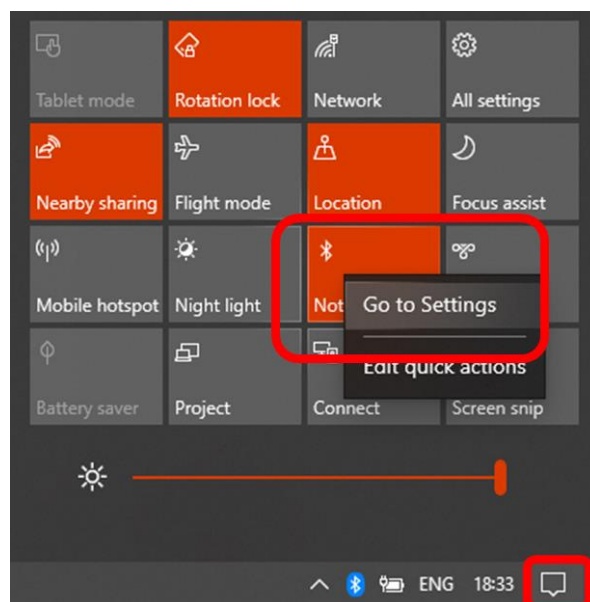 Tablet mode
Rotation lock
Network
All settings
Nearby sharing
Flight mode
Location
Focus assist
Mobile hotspot
Night light
Not
Go to Settings
Edit quick actions
Battery saver
Project
Connect
Screen snip
ENG 18:33